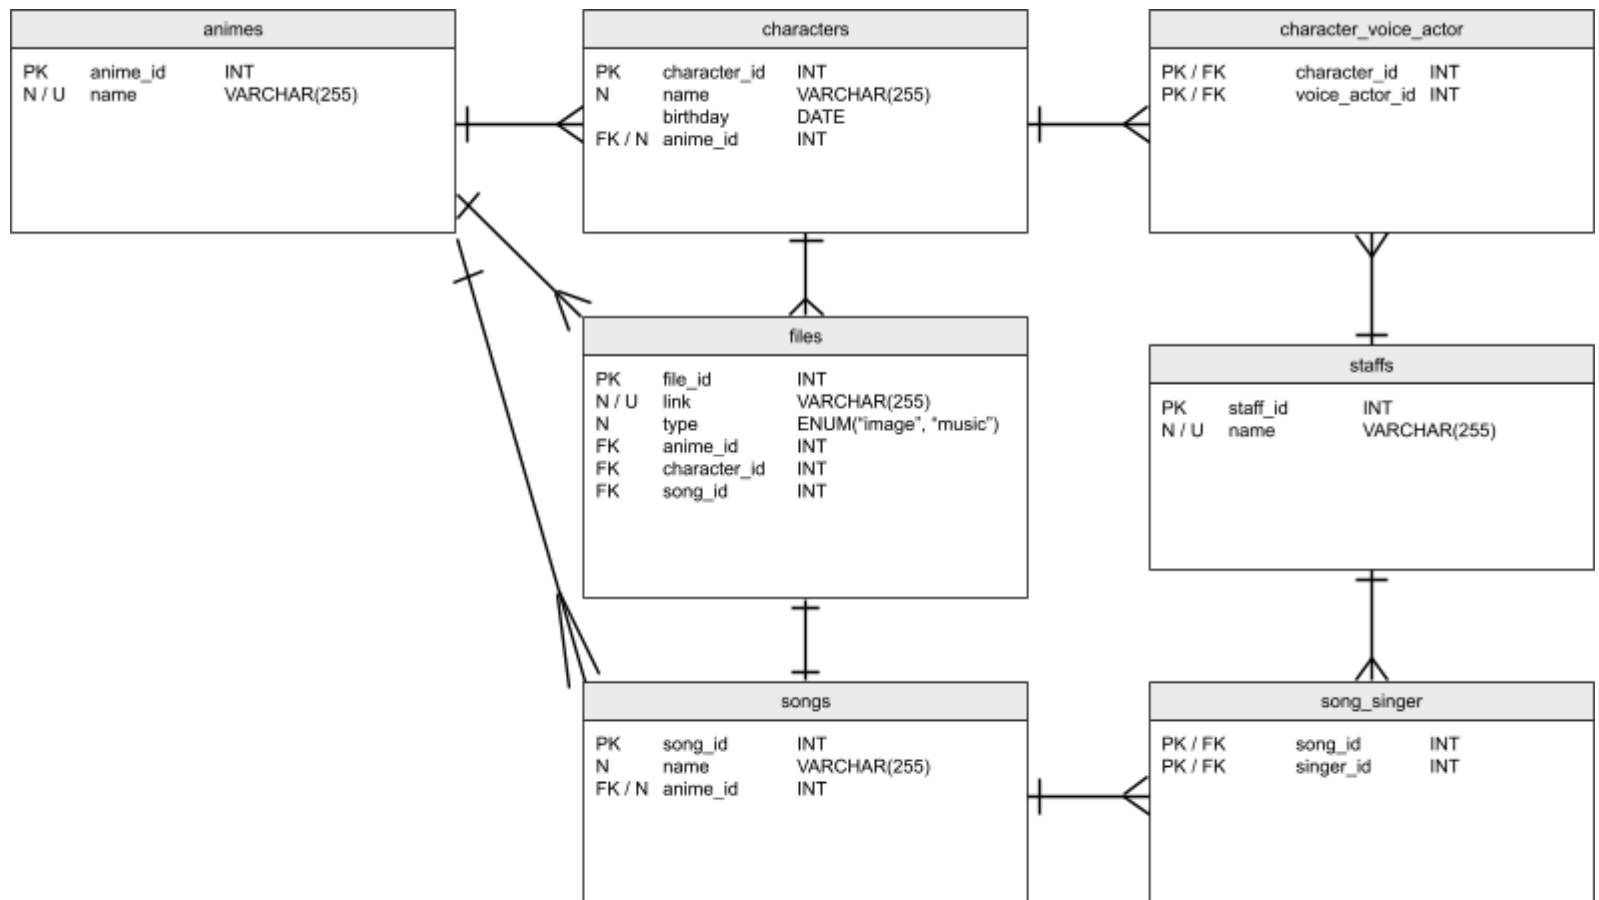 animes
PK anime_id INT
N / U name VARCHAR(255)
characters
PK character_id INT
N name VARCHAR(255)
birthday DATE
FK / N anime_id INT
character_voice_actor
PK / FK character_id INT
PK / FK voice_actor_id INT
files
PK file_id INT
N / U link VARCHAR(255)
N type ENUM(“image”, “music”)
FK anime_id INT
FK character_id INT
FK song_id INT
staffs
PK staff_id INT
N / U name VARCHAR(255)
songs
PK song_id INT
N name VARCHAR(255)
FK / N anime_id INT
song_singer
PK / FK song_id INT
PK / FK singer_id INT